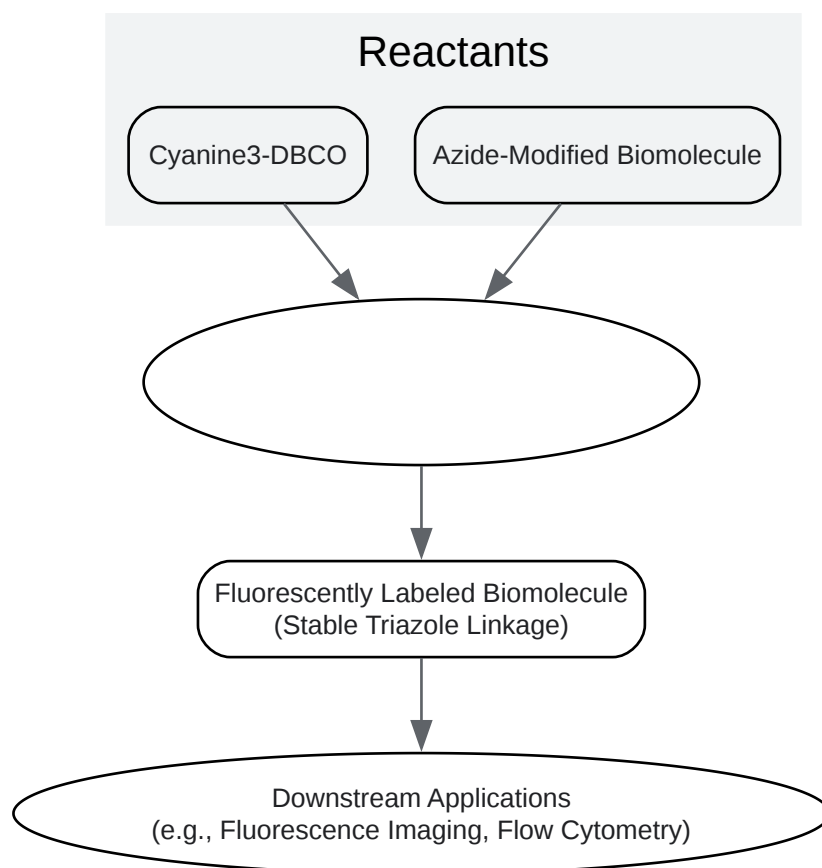 Reactants
Cyanine3-DBCO
Azide-Modified Biomolecule
Fluorescently Labeled Biomolecule
(Stable Triazole Linkage)
Downstream Applications
(e.g., Fluorescence Imaging, Flow Cytometry)